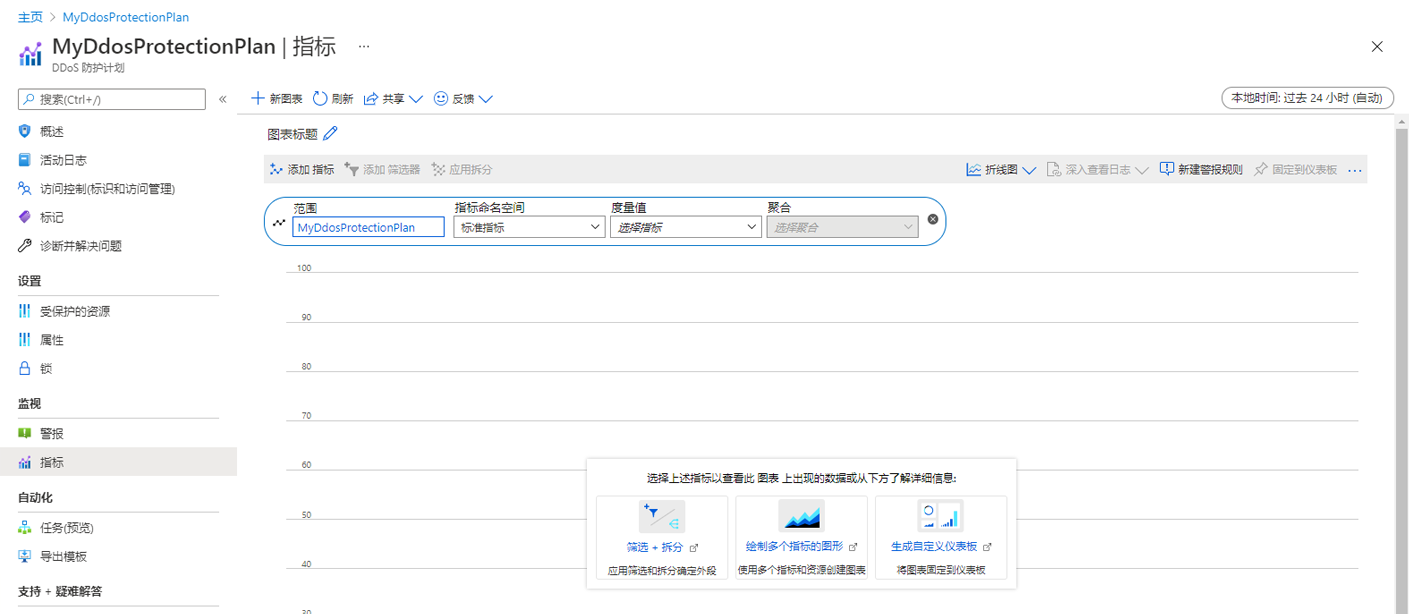 主页 > MyDdosProtectionPlan
MyDdosProtectionPlan | 指标 ...
DDoS 防护计划
搜索(Ctrl+/) «
新图表 刷新 共享 反馈 本地时间: 过去 24 小时 (自动)
概述
活动日志
访问控制(标识和访问管理)
标记
诊断并解决问题
设置
受保护的资源
属性
锁
监视
警报
指标
自动化
任务(预览)
导出模板
支持 + 疑难解答
图表标题
添加 指标 添加 筛选器 应用拆分 折线图 深入查看日志 新建警报规则 固定到仪表板 ...
范围 指标命名空间 度量值 聚合
MyDdosProtectionPlan 标准指标 选择指标 选择聚合
100
90
80
70
60
50
40
30
选择上述指标以查看此 图表 上出现的数据或从下方了解详细信息:
筛选 + 拆分 绘制多个指标的图形 生成自定义仪表板
应用筛选和拆分确定外段 使用多个指标和资源创建图表 将图表固定到仪表板